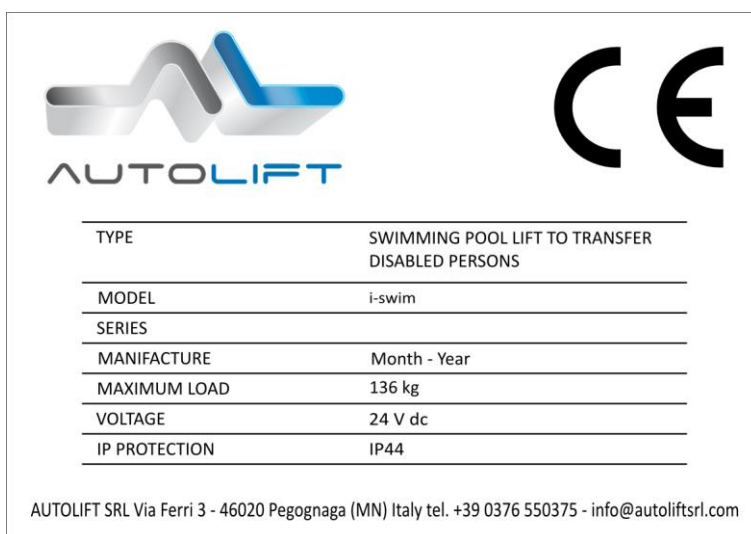 CE
AUTOLIFT
TYPE SWIMMING POOL LIFT TO TRANSFER
DISABLED PERSONS
MODEL i-swim
SERIES
MANIFACTURE Month - Year
MAXIMUM LOAD 136 kg
VOLTAGE 24 V dc
IP PROTECTION IP44
AUTOLIFT SRL Via Ferri 3 - 46020 Pegognaga (MN) Italy tel. +39 0376 550375 - info@autoliftsrl.com